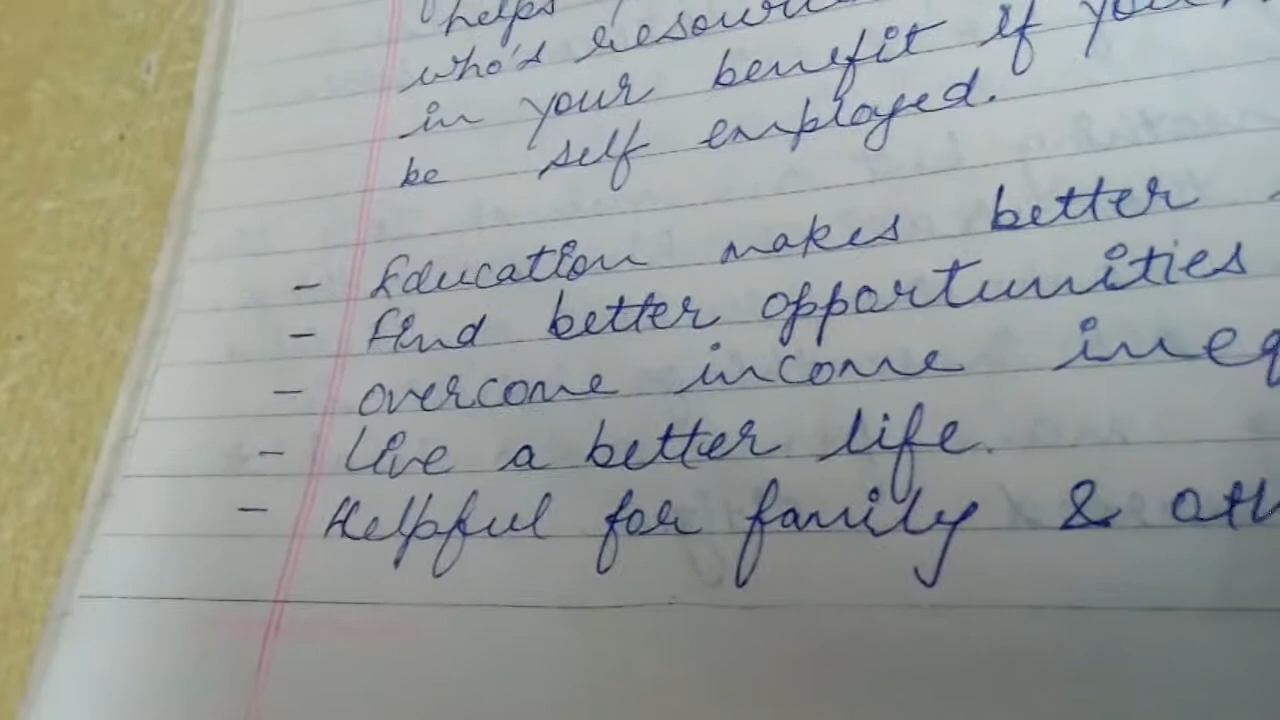 helps
who's
in your benefit if
be self employed.
- Education makes better
- find better opportunities
- overcome income
- Live a better life.
- Helpful for family &